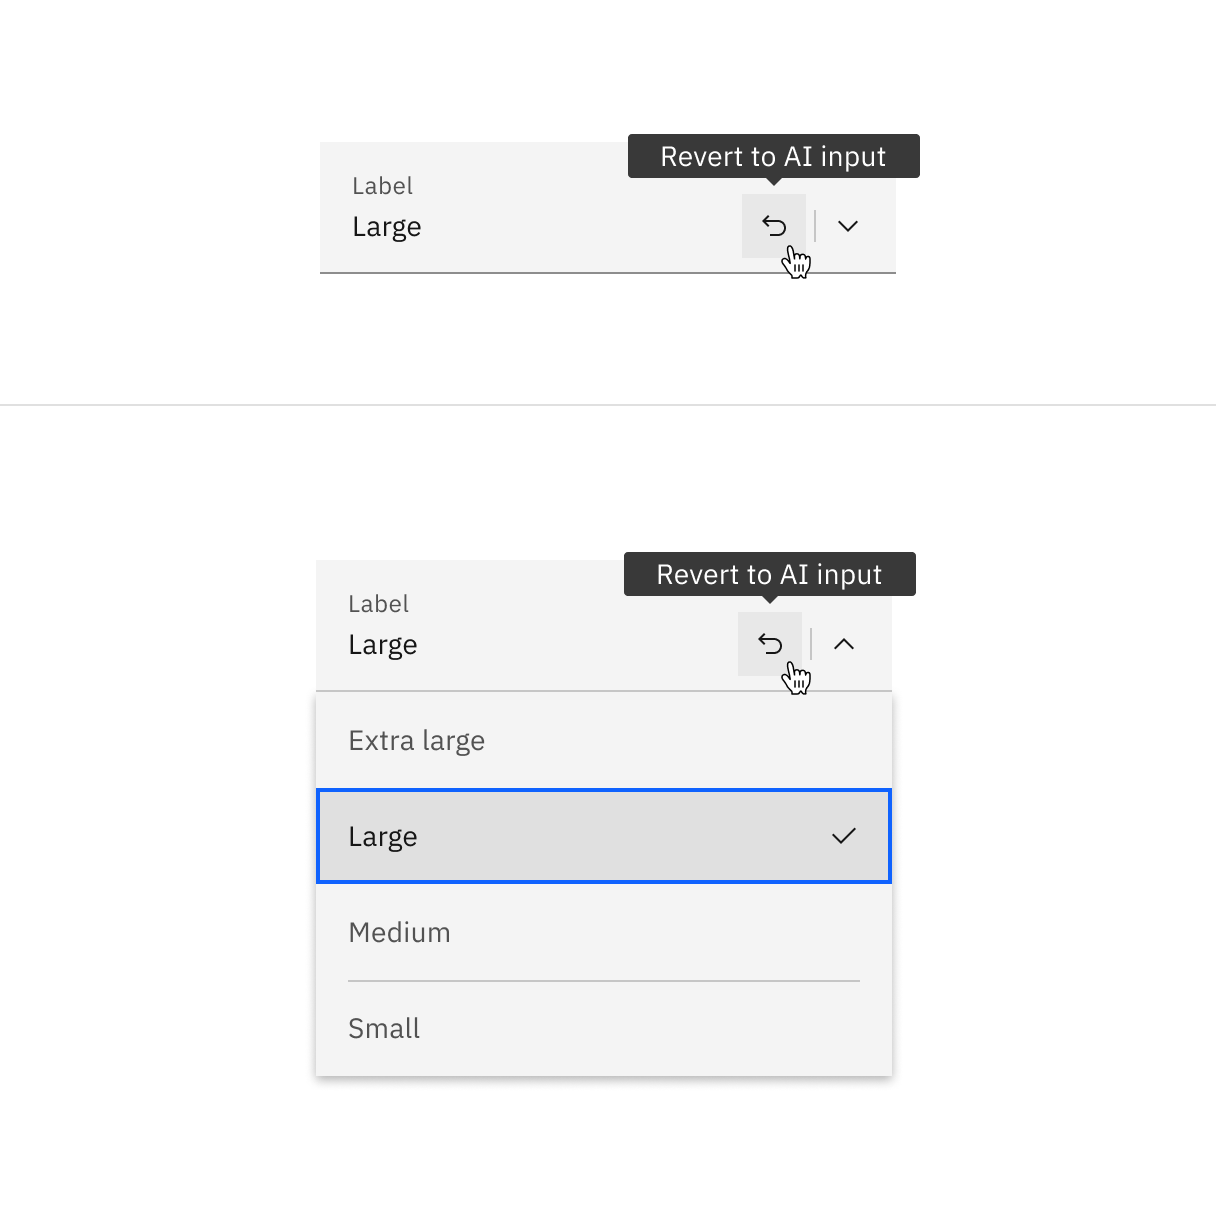 Revert to AI input
Label
Large
Revert to AI input
Label
Large
Extra large
Large
Medium
Small